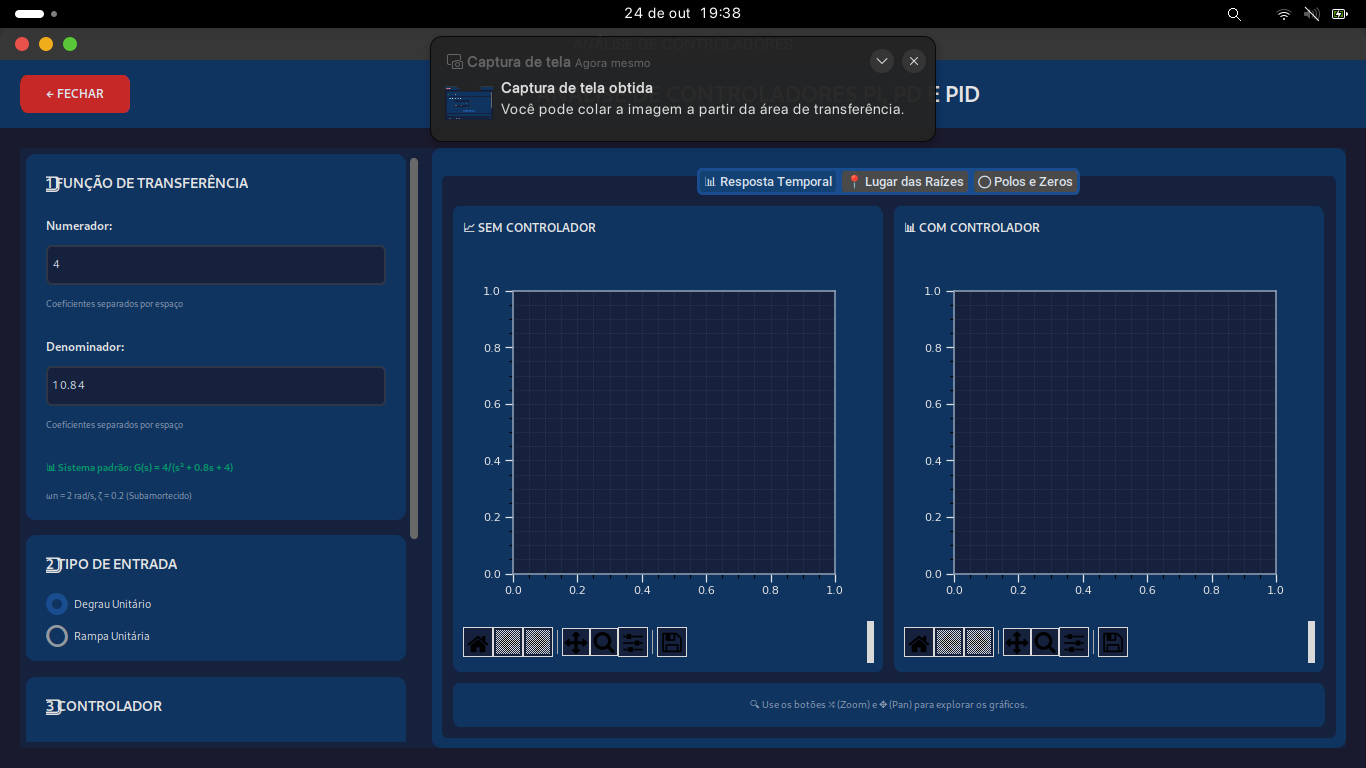 24 de out 19:38
ANÁLISE DE CONTROLADORES
Captura de tela Agora mesmo
Captura de tela obtida
Você pode colar a imagem a partir da área de transferência.
← FECHAR
CONTROLADORES PI, PD E PID
1 FUNÇÃO DE TRANSFERÊNCIA
Numerador:
4
Coeficientes separados por espaço
Denominador:
1 0.8 4
Coeficientes separados por espaço
📊 Sistema padrão: G(s) = 4/(s² + 0.8s + 4)
ωn = 2 rad/s, ζ = 0.2 (Subamortecido)
2 TIPO DE ENTRADA
Degrau Unitário
Rampa Unitária
3 CONTROLADOR
📊 Resposta Temporal
📍 Lugar das Raízes
◯ Polos e Zeros
📈 SEM CONTROLADOR
1.0
0.8
0.6
0.4
0.2
0.0
0.0 0.2 0.4 0.6 0.8 1.0
📊 COM CONTROLADOR
1.0
0.8
0.6
0.4
0.2
0.0
0.0 0.2 0.4 0.6 0.8 1.0
🔍 Use os botões (Zoom) e ✥ (Pan) para explorar os gráficos.